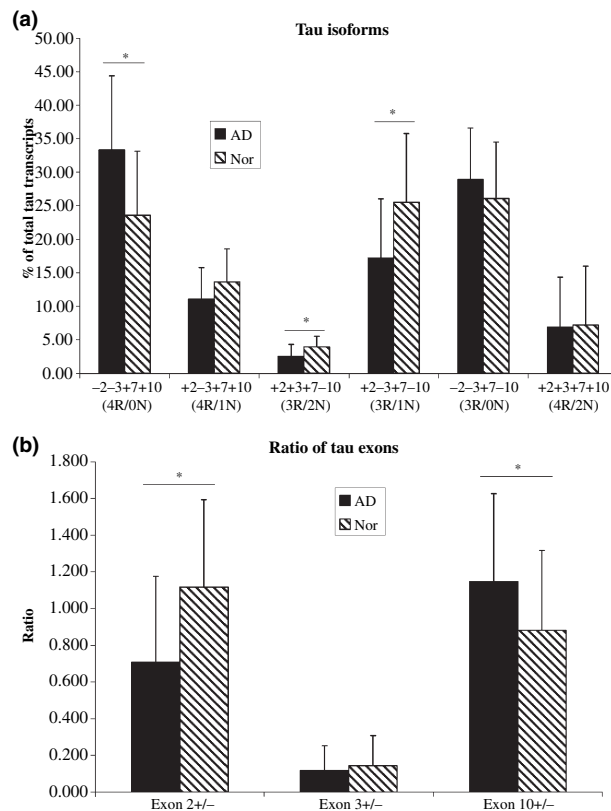 (a)
Tau isoforms
% of total tau transcripts
50.00
45.00
40.00
35.00
30.00
25.00
20.00
15.00
10.00
5.00
0.00
*
*
*
AD
Nor
−2−3+7+10
(4R/0N)
+2−3+7+10
(4R/1N)
+2+3+7−10
(3R/2N)
+2−3+7−10
(3R/1N)
−2−3+7−10
(3R/0N)
+2+3+7+10
(4R/2N)
(b)
Ratio of tau exons
Ratio
1.800
1.600
1.400
1.200
1.000
0.800
0.600
0.400
0.200
0.000
*
*
AD
Nor
Exon 2+/−
Exon 3+/−
Exon 10+/−